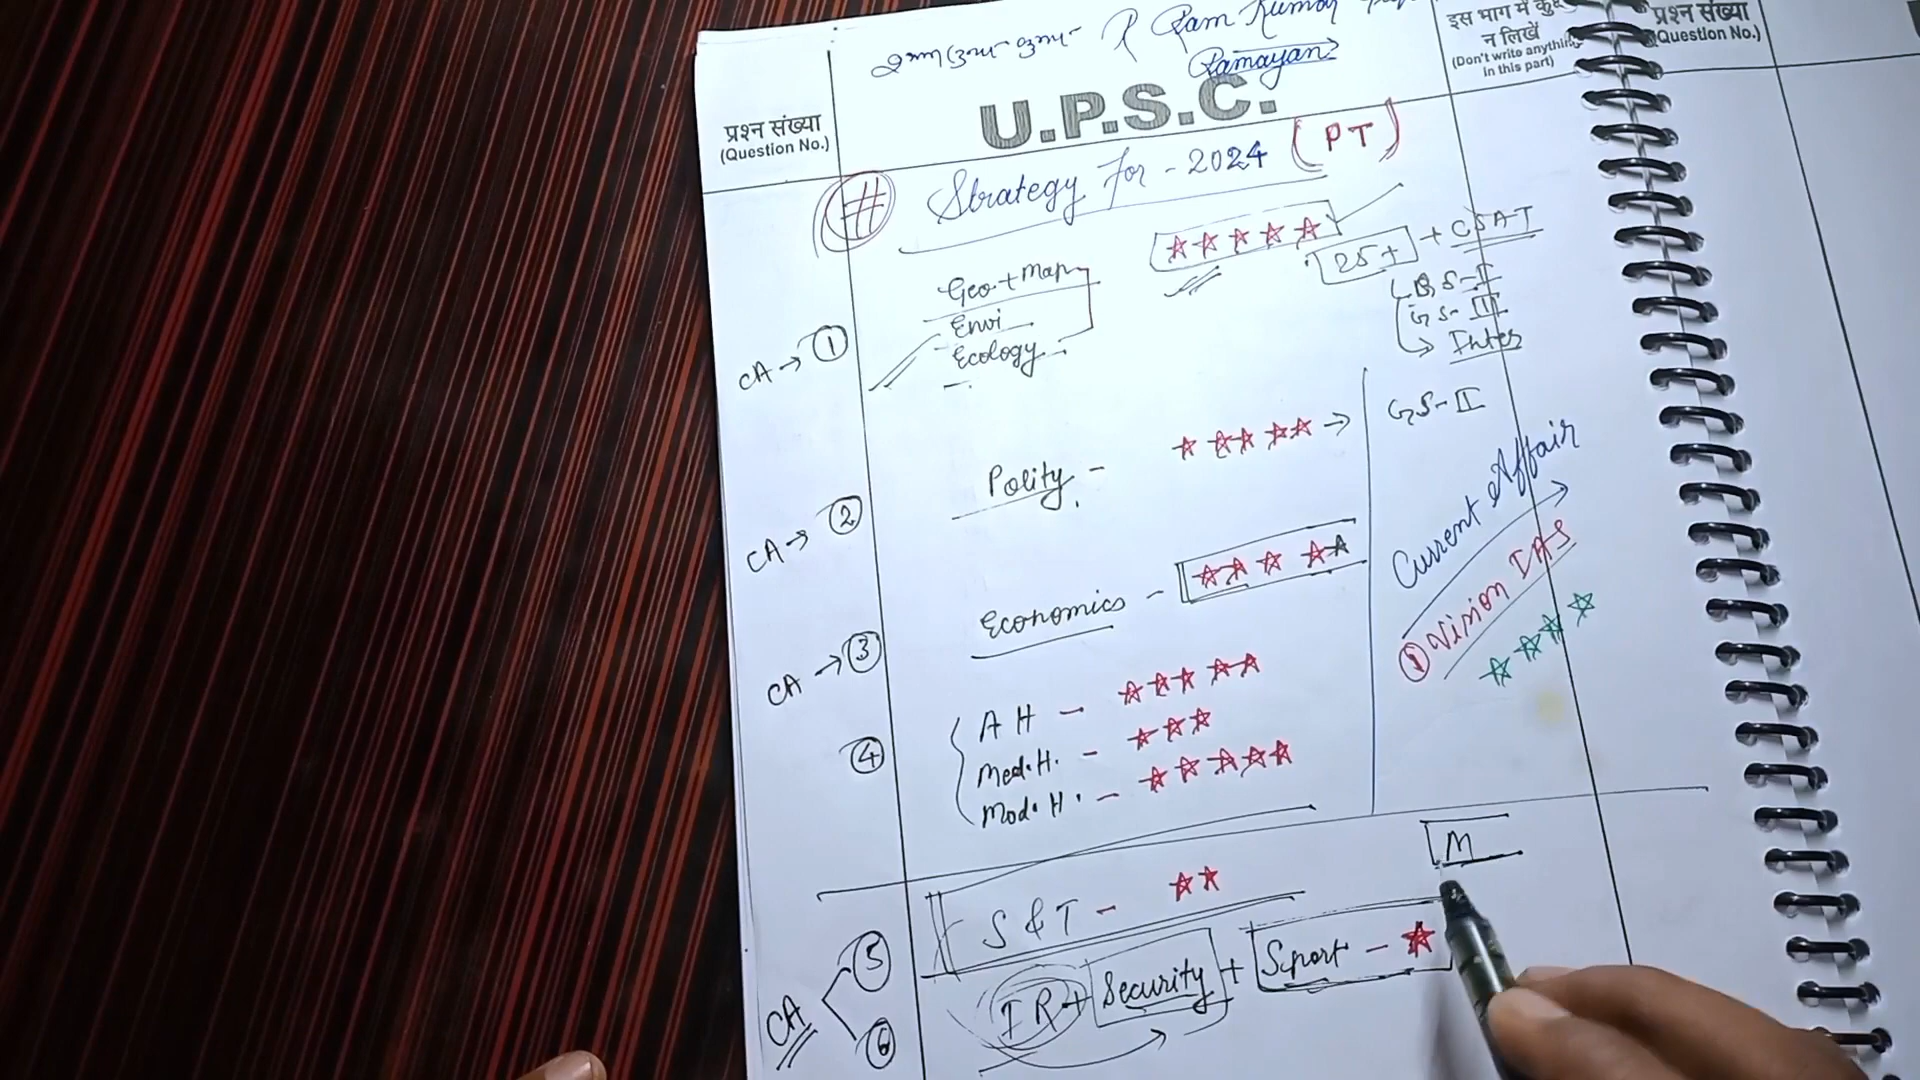 R Ram Kumar
Ramayan
प्रश्न संख्या
(Question No.)
U.P.S.C.
इस भाग में कुछ
न लिखें
(Don't write anything
in this part)
प्रश्न संख्या
(Question No.)
# Strategy For - 2024 (PT)
25+ + CSAT
GS-I
GS-III
→ Inter
CA → 1
Geo + Map
Envi
Ecology
CA → 2
Polity - → GS-II
Current Affair
1 Vision IAS
CA → 3
Economics -
4
A H -
Med. H. -
Mod. H. -
M
CA
5
S & T -
6
IR + Security + Sport -